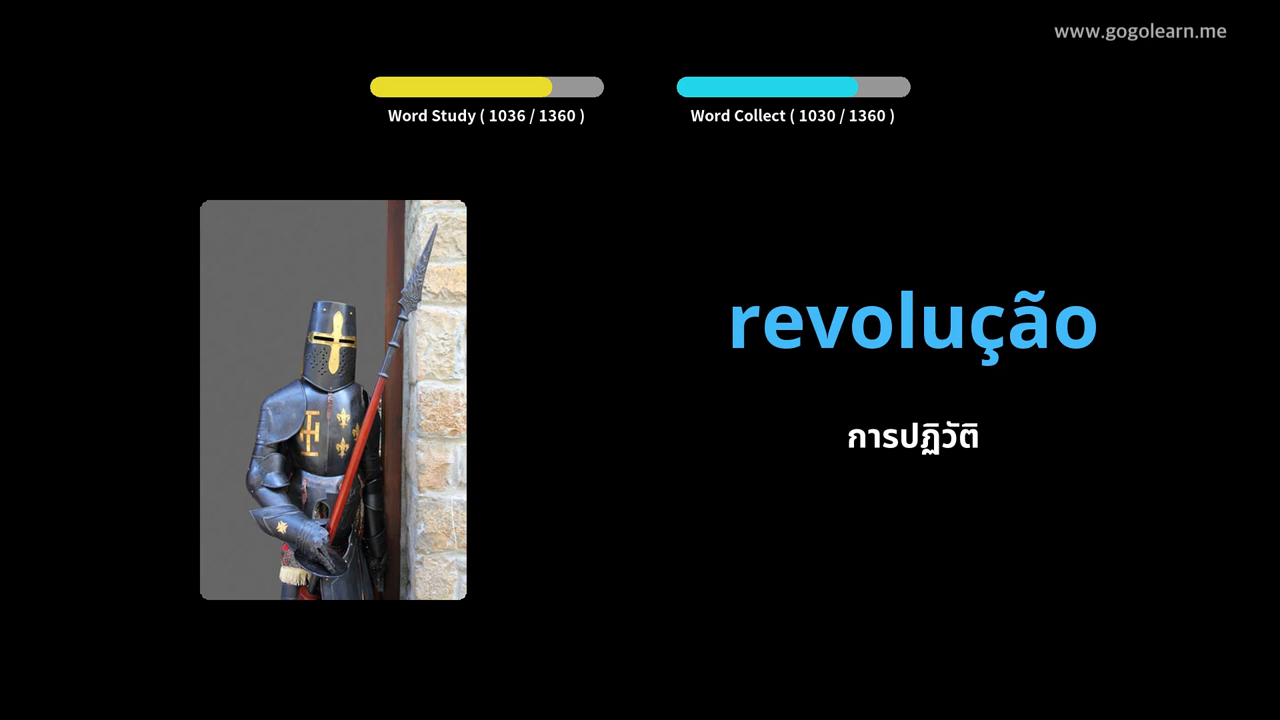 www.gogolearn.me
Word Study ( 1036 / 1360 )
Word Collect ( 1030 / 1360 )
revolução
การปฏิวัติ